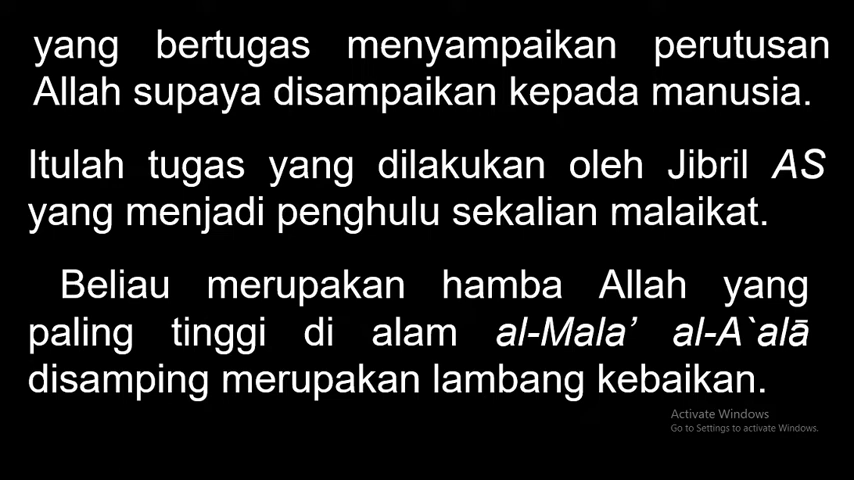 yang bertugas menyampaikan perutusan
Allah supaya disampaikan kepada manusia.
Itulah tugas yang dilakukan oleh Jibril AS
yang menjadi penghulu sekalian malaikat.
Beliau merupakan hamba Allah yang
paling tinggi di alam al-Mala’ al-A`alā
disamping merupakan lambang kebaikan.
Activate Windows
Go to Settings to activate Windows.